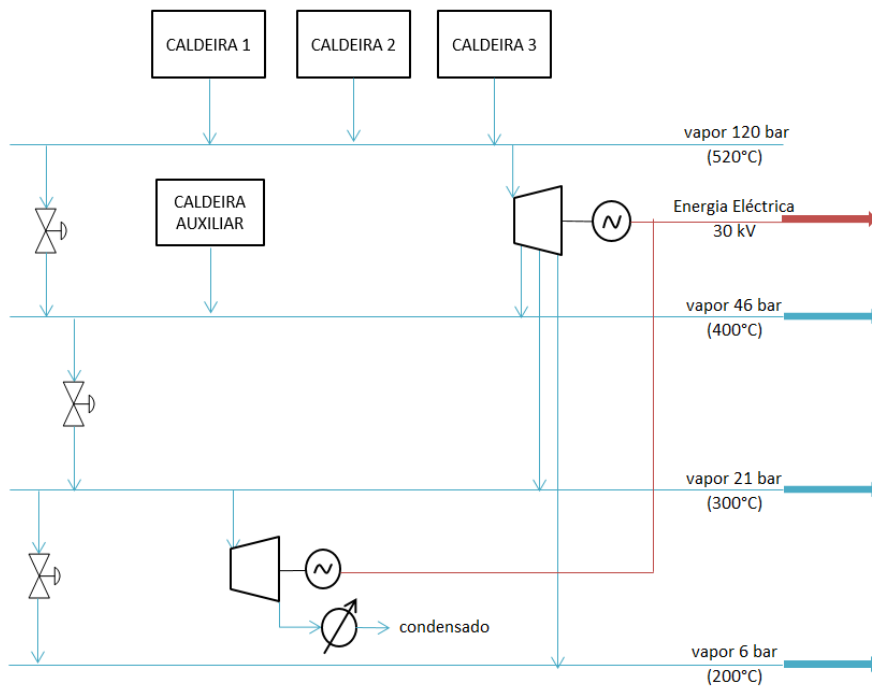 CALDEIRA 1
CALDEIRA 2
CALDEIRA 3
vapor 120 bar
(520°C)
CALDEIRA
AUXILIAR
Energia Eléctrica
30 kV
vapor 46 bar
(400°C)
vapor 21 bar
(300°C)
condensado
vapor 6 bar
(200°C)